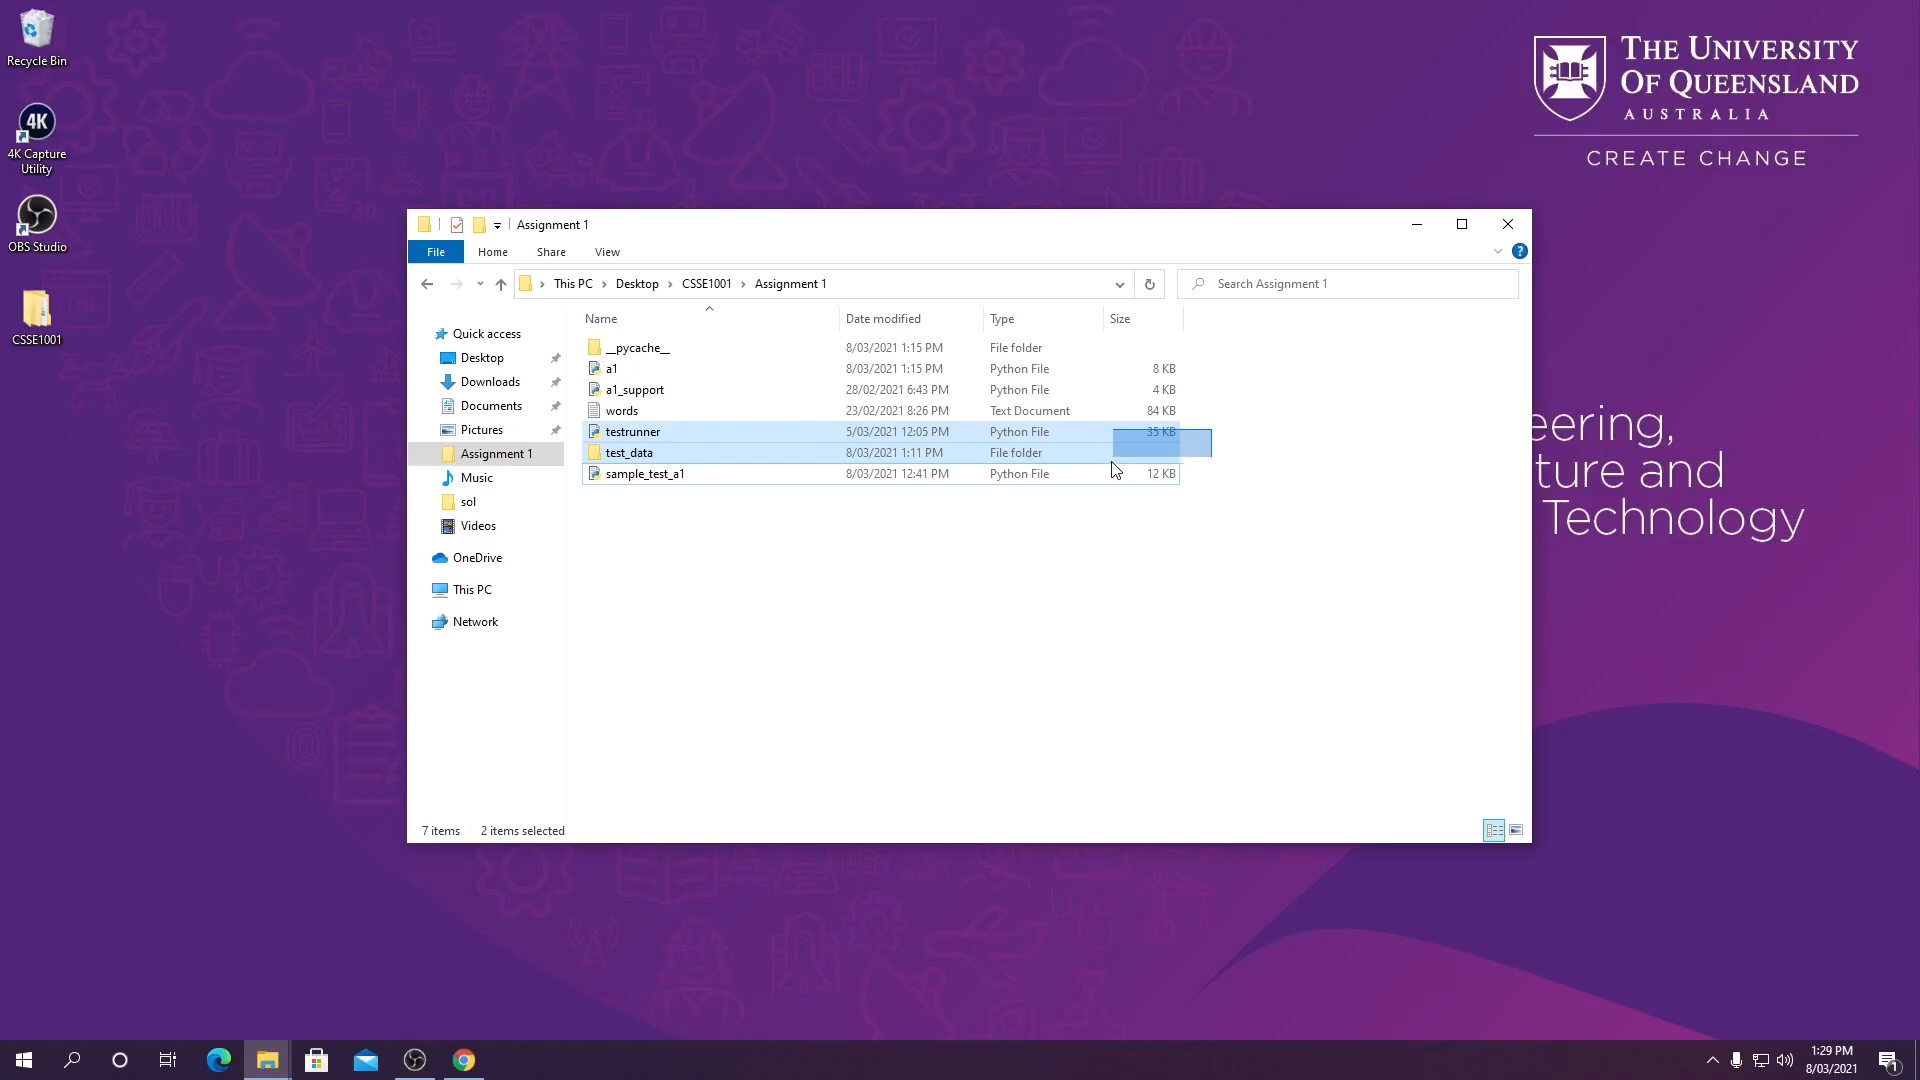 Recycle Bin
4K
4K Capture
Utility
OBS Studio
CSSE1001
THE UNIVERSITY
OF QUEENSLAND
AUSTRALIA
CREATE CHANGE
eering,
ture and
Technology
Assignment 1
File Home Share View
This PC Desktop CSSE1001 Assignment 1
Search Assignment 1
Quick access
Desktop
Downloads
Documents
Pictures
Assignment 1
Music
sol
Videos
OneDrive
This PC
Network
Name Date modified Type Size
__pycache__ 8/03/2021 1:15 PM File folder
a1 8/03/2021 1:15 PM Python File 8 KB
a1_support 28/02/2021 6:43 PM Python File 4 KB
words 23/02/2021 8:26 PM Text Document 84 KB
testrunner 5/03/2021 12:05 PM Python File 35 KB
test_data 8/03/2021 1:11 PM File folder
sample_test_a1 8/03/2021 12:41 PM Python File 12 KB
7 items 2 items selected
1:29 PM
8/03/2021
1